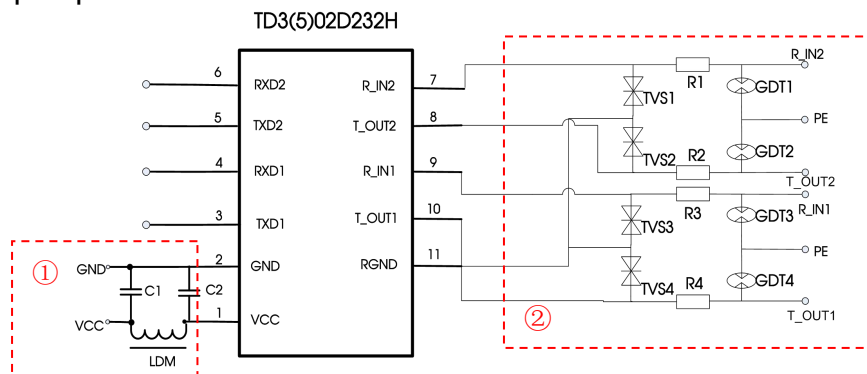 TD3(5)02D232H
6 RXD2 R_IN2 7
5 TXD2 T_OUT2 8
4 RXD1 R_IN1 9
3 TXD1 T_OUT1 10
2 GND RGND 11
1 VCC
①
GND
C1
C2
VCC
LDM
②
R_IN2
R1
TVS1
GDT1
PE
TVS2
R2
GDT2
T_OUT2
R3
R_IN1
TVS3
GDT3
PE
TVS4
R4
GDT4
T_OUT1